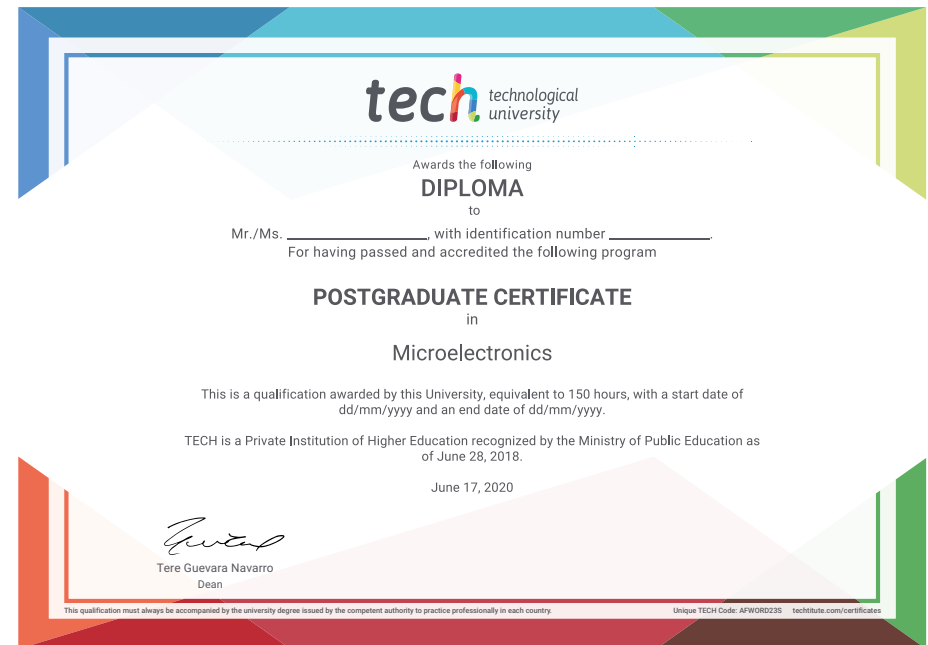 tech technological
university
Awards the following
DIPLOMA
to
Mr./Ms. ____________________, with identification number ______________.
For having passed and accredited the following program
POSTGRADUATE CERTIFICATE
in
Microelectronics
This is a qualification awarded by this University, equivalent to 150 hours, with a start date of
dd/mm/yyyy and an end date of dd/mm/yyyy.
TECH is a Private Institution of Higher Education recognized by the Ministry of Public Education as
of June 28, 2018.
June 17, 2020
Tere Guevara Navarro
Dean
This qualification must always be accompanied by the university degree issued by the competent authority to practice professionally in each country. Unique TECH Code: AFWORD23S techtitute.com/certificates